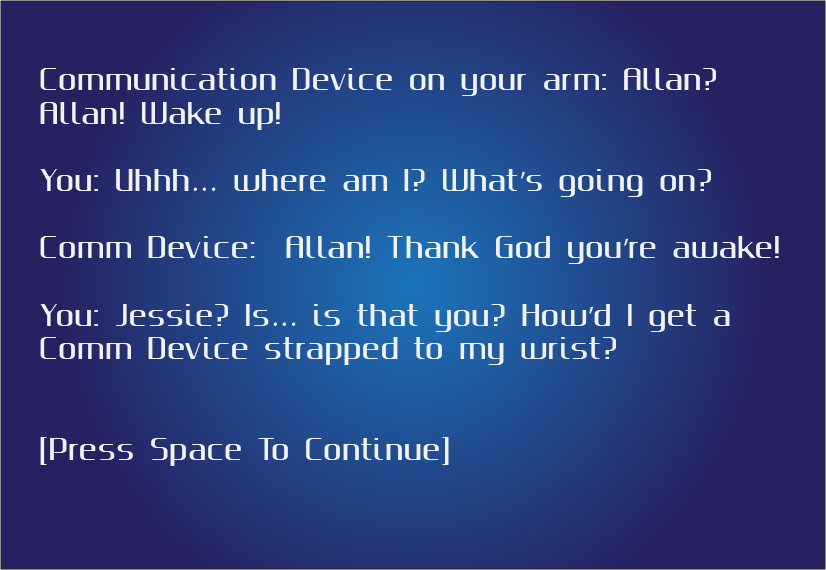 Communication Device on your arm: Allan?
Allan! Wake up!
You: Uhhh... where am I? What's going on?
Comm Device:  Allan! Thank God you're awake!
You: Jessie? Is... is that you? How'd I get a
Comm Device strapped to my wrist?
[Press Space To Continue]